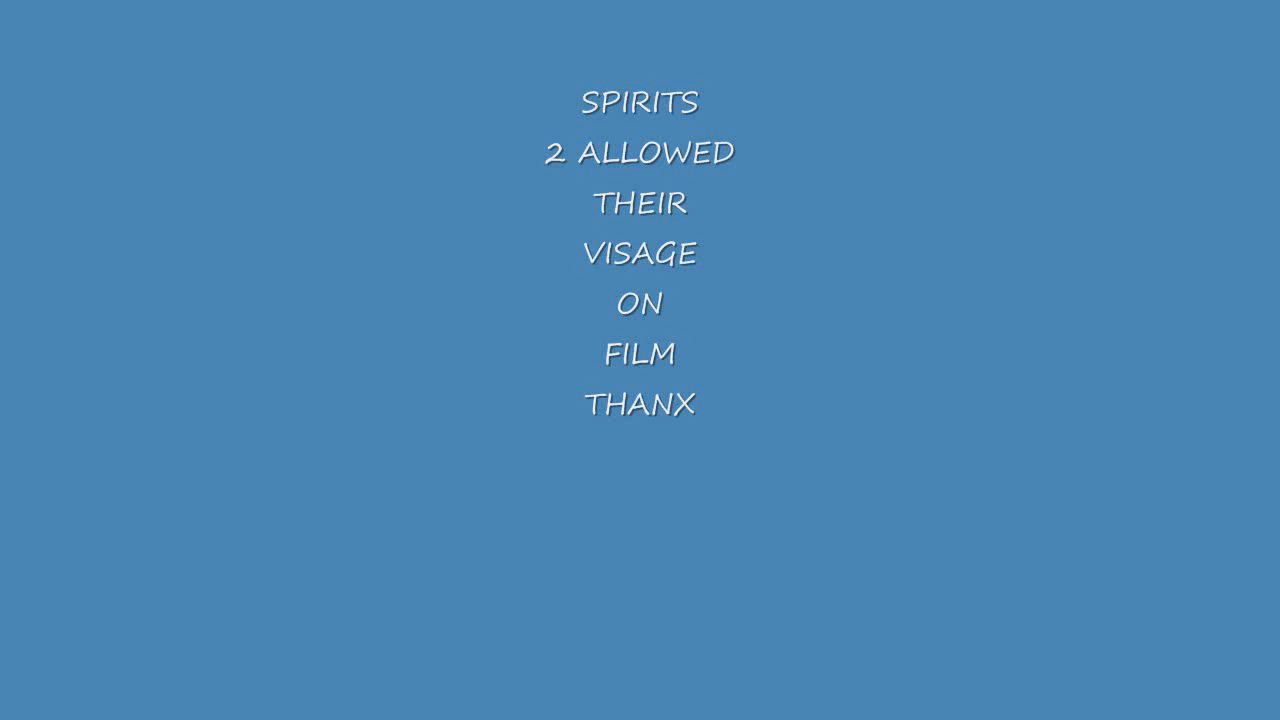 SPIRITS
2 ALLOWED
THEIR
VISAGE
ON
FILM
THANX